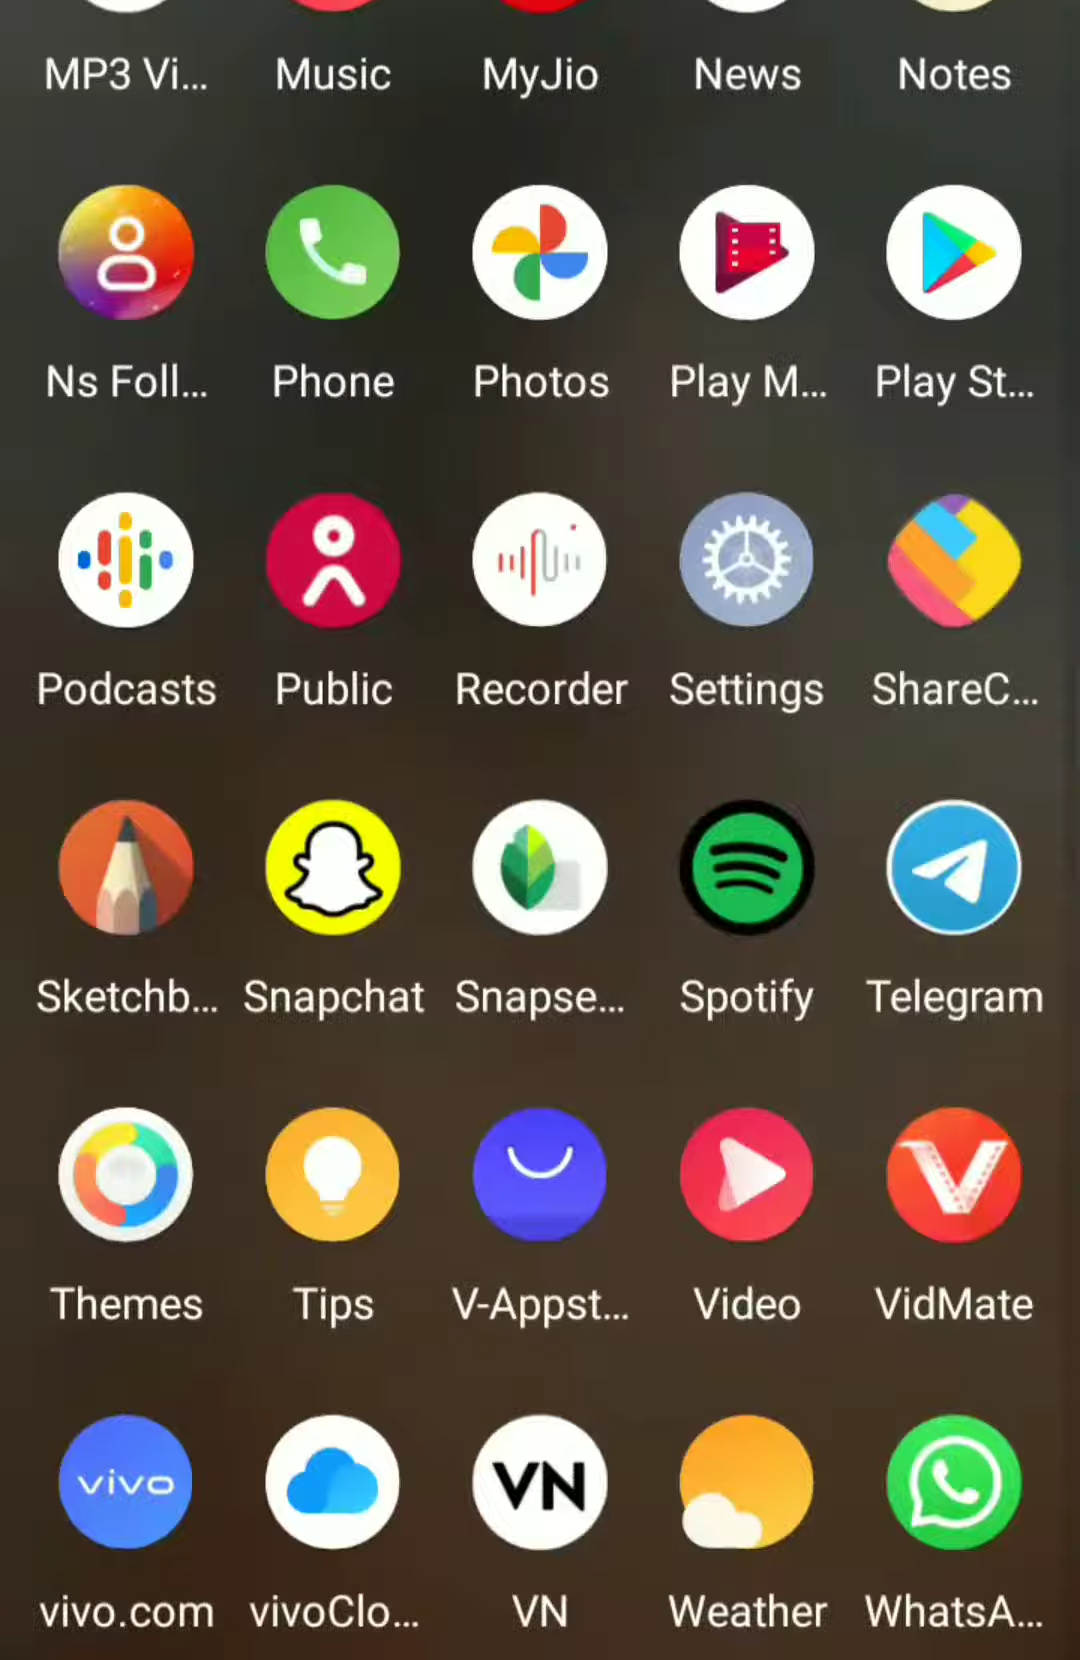 MP3 Vi... Music MyJio News Notes
Ns Foll... Phone Photos Play M... Play St...
Podcasts Public Recorder Settings ShareC...
Sketchb... Snapchat Snapse... Spotify Telegram
Themes Tips V-Appst... Video VidMate
vivo VN
vivo.com vivoClo... VN Weather WhatsA...